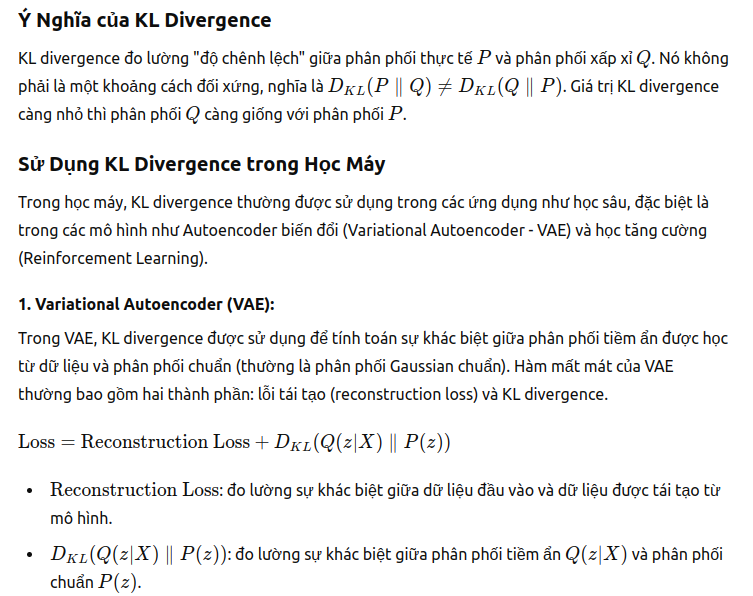 Ý Nghĩa của KL Divergence
KL divergence đo lường "độ chênh lệch" giữa phân phối thực tế P và phân phối xấp xỉ Q. Nó không
phải là một khoảng cách đối xứng, nghĩa là D_{KL}(P ∥ Q) ≠ D_{KL}(Q ∥ P). Giá trị KL divergence
càng nhỏ thì phân phối Q càng giống với phân phối P.
Sử Dụng KL Divergence trong Học Máy
Trong học máy, KL divergence thường được sử dụng trong các ứng dụng như học sâu, đặc biệt là
trong các mô hình như Autoencoder biến đổi (Variational Autoencoder - VAE) và học tăng cường
(Reinforcement Learning).
1. Variational Autoencoder (VAE):
Trong VAE, KL divergence được sử dụng để tính toán sự khác biệt giữa phân phối tiềm ẩn được học
từ dữ liệu và phân phối chuẩn (thường là phân phối Gaussian chuẩn). Hàm mất mát của VAE
thường bao gồm hai thành phần: lỗi tái tạo (reconstruction loss) và KL divergence.
Loss = Reconstruction Loss + D_{KL}(Q(z|X) ∥ P(z))
• Reconstruction Loss: đo lường sự khác biệt giữa dữ liệu đầu vào và dữ liệu được tái tạo từ
mô hình.
• D_{KL}(Q(z|X) ∥ P(z)): đo lường sự khác biệt giữa phân phối tiềm ẩn Q(z|X) và phân phối
chuẩn P(z).